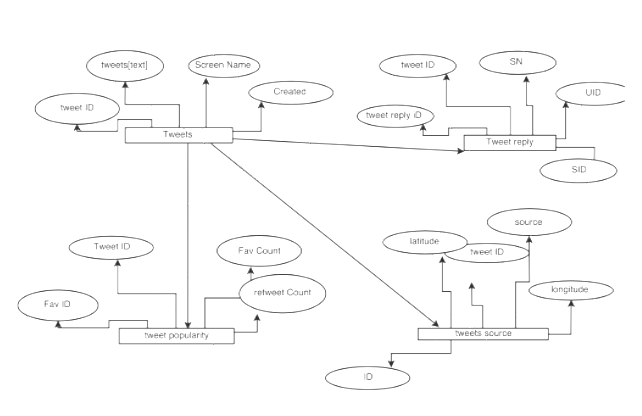 tweets[text]
Screen Name
tweet ID
SN
Created
UID
tweet ID
tweet reply iD
Tweets
Tweet reply
SID
source
latitude
Tweet ID
Fav Count
tweet ID
retweet Count
longitude
Fav ID
tweet popularity
tweets source
ID